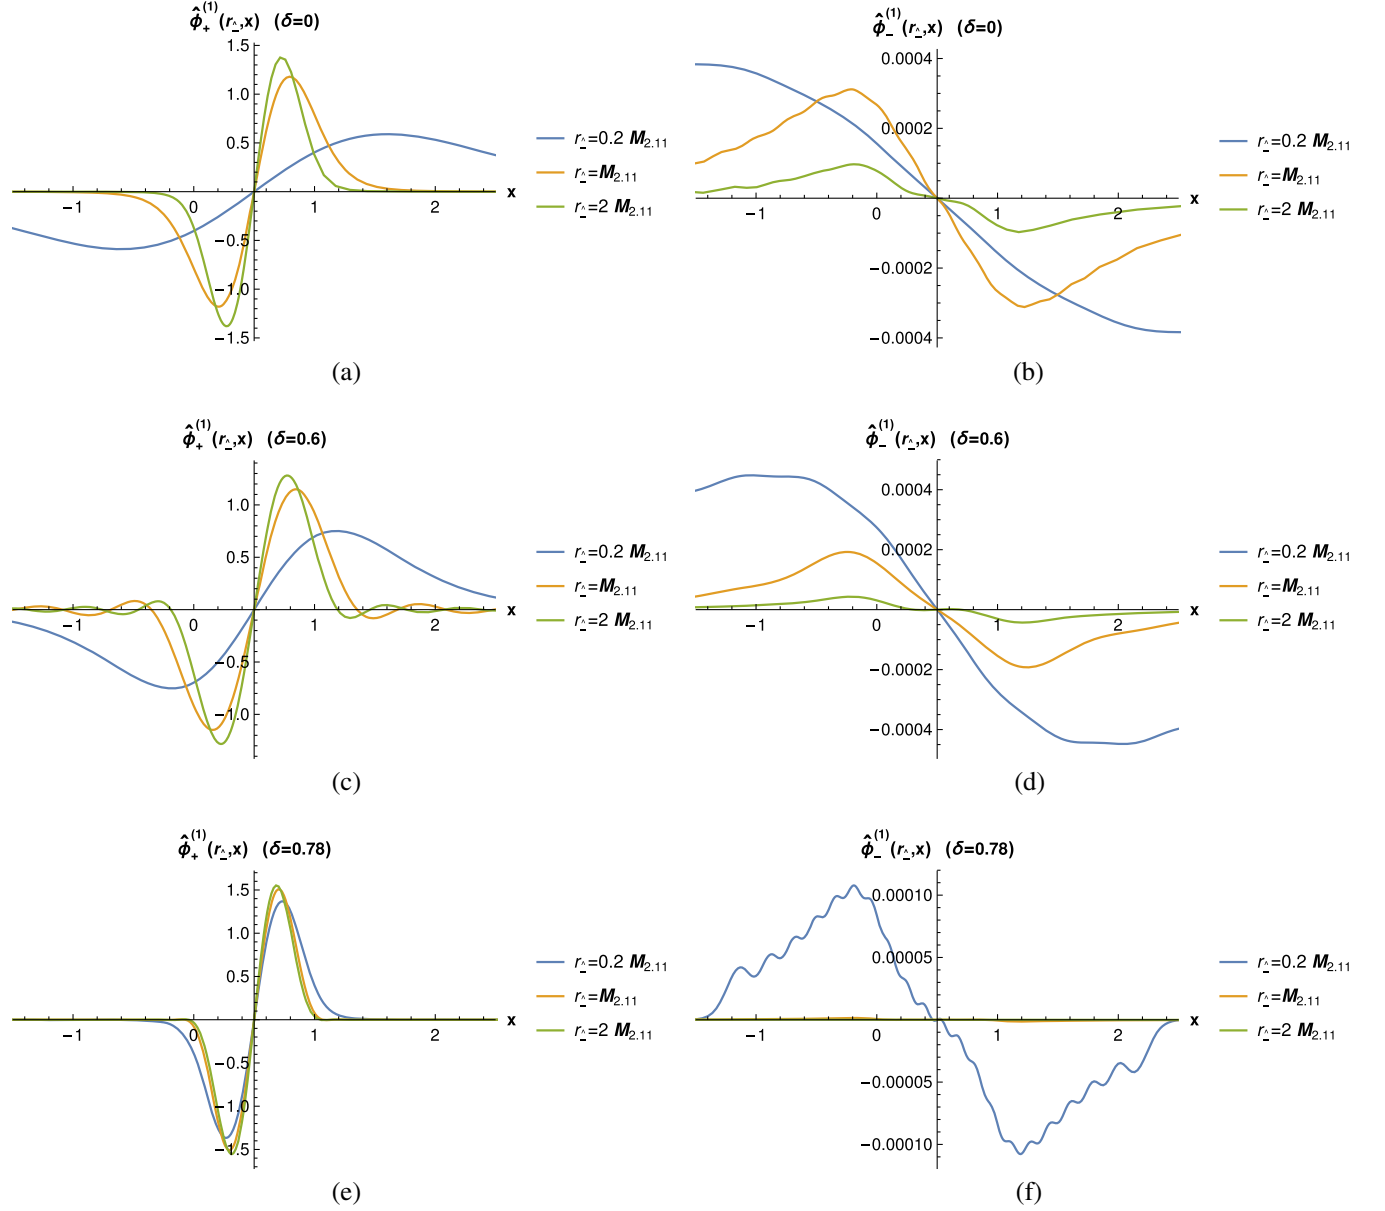 ϕ̂₊⁽¹⁾(r₋̂,x) (δ=0)
1.5
1.0
0.5
−0.5
−1.0
−1.5
−1 0 1 2 x
r₋̂=0.2 M2.11
r₋̂=M2.11
r₋̂=2 M2.11
(a)
ϕ̂₋⁽¹⁾(r₋̂,x) (δ=0)
0.0004
0.0002
−0.0002
−0.0004
−1 0 1 2 x
r₋̂=0.2 M2.11
r₋̂=M2.11
r₋̂=2 M2.11
(b)
ϕ̂₊⁽¹⁾(r₋̂,x) (δ=0.6)
1.0
0.5
−0.5
−1.0
−1 0 1 2 x
r₋̂=0.2 M2.11
r₋̂=M2.11
r₋̂=2 M2.11
(c)
ϕ̂₋⁽¹⁾(r₋̂,x) (δ=0.6)
0.0004
0.0002
−0.0002
−0.0004
−1 0 1 2 x
r₋̂=0.2 M2.11
r₋̂=M2.11
r₋̂=2 M2.11
(d)
ϕ̂₊⁽¹⁾(r₋̂,x) (δ=0.78)
1.5
1.0
0.5
−0.5
−1.0
−1.5
−1 0 1 2 x
r₋̂=0.2 M2.11
r₋̂=M2.11
r₋̂=2 M2.11
(e)
ϕ̂₋⁽¹⁾(r₋̂,x) (δ=0.78)
0.00010
0.00005
−0.00005
−0.00010
−1 0 1 2 x
r₋̂=0.2 M2.11
r₋̂=M2.11
r₋̂=2 M2.11
(f)